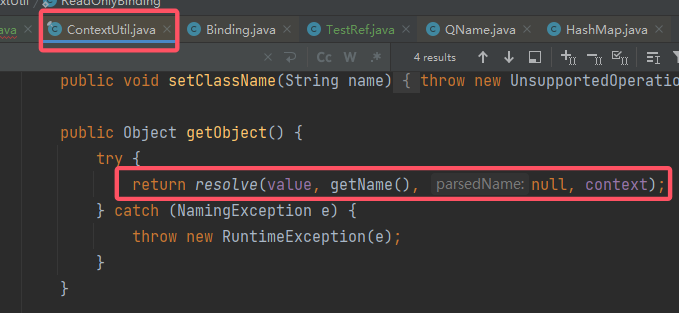 xtUtil / ReadOnlyBinding
ava ContextUtil.java Binding.java TestRef.java QName.java HashMap.java
Cc W .* 4 results
public void setClassName(String name) { throw new UnsupportedOperatio
public Object getObject() {
try {
return resolve(value, getName(), parsedName: null, context);
} catch (NamingException e) {
throw new RuntimeException(e);
}
}